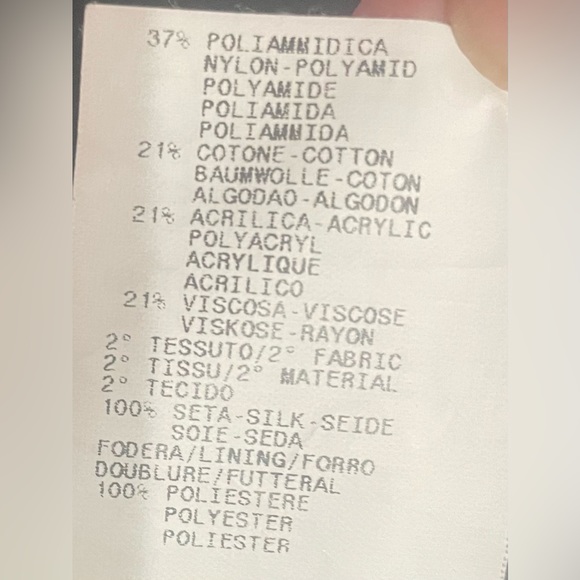 37% POLIAMMIDICA
NYLON-POLYAMID
POLYAMIDE
POLIAMIDA
POLIAMMIDA
21% COTONE-COTTON
BAUMWOLLE-COTON
ALGODAO-ALGODON
21% ACRILICA-ACRYLIC
POLYACRYL
ACRYLIQUE
ACRILICO
21% VISCOSA-VISCOSE
VISKOSE-RAYON
2° TESSUTO/2° FABRIC
2° TISSU/2° MATERIAL
2° TECIDO
100% SETA-SILK-SEIDE
SOIE-SEDA
FODERA/LINING/FORRO
DOUBLURE/FUTTERAL
100% POLIESTERE
POLYESTER
POLIESTER